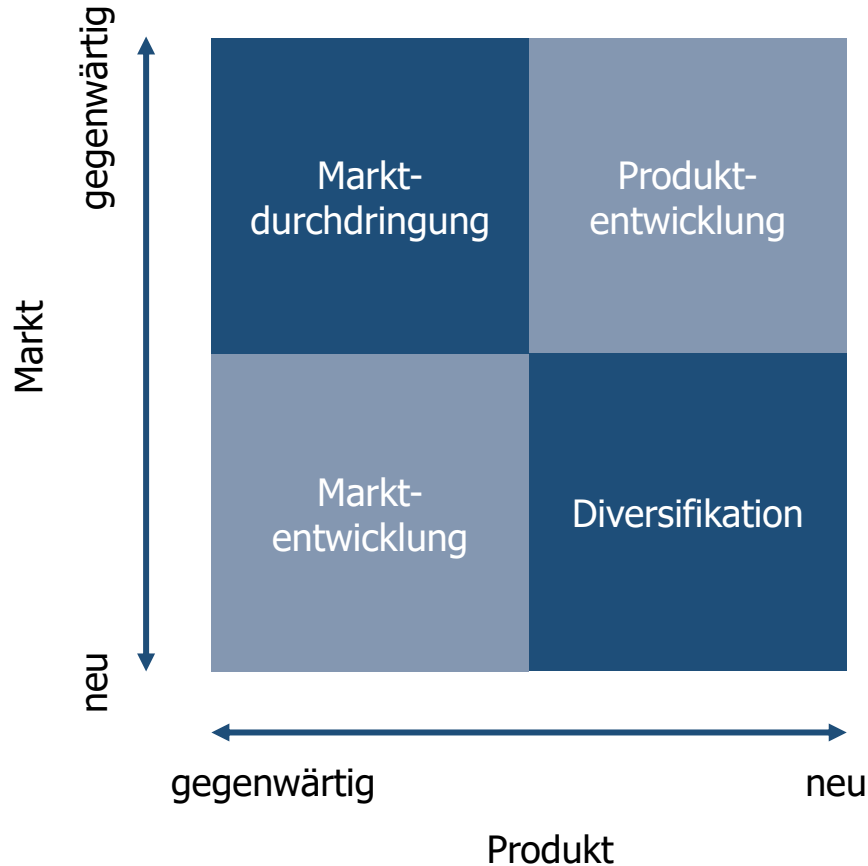 gegenwärtig
Markt-
durchdringung
Produkt-
entwicklung
Markt
Markt-
entwicklung
Diversifikation
neu
gegenwärtig
neu
Produkt